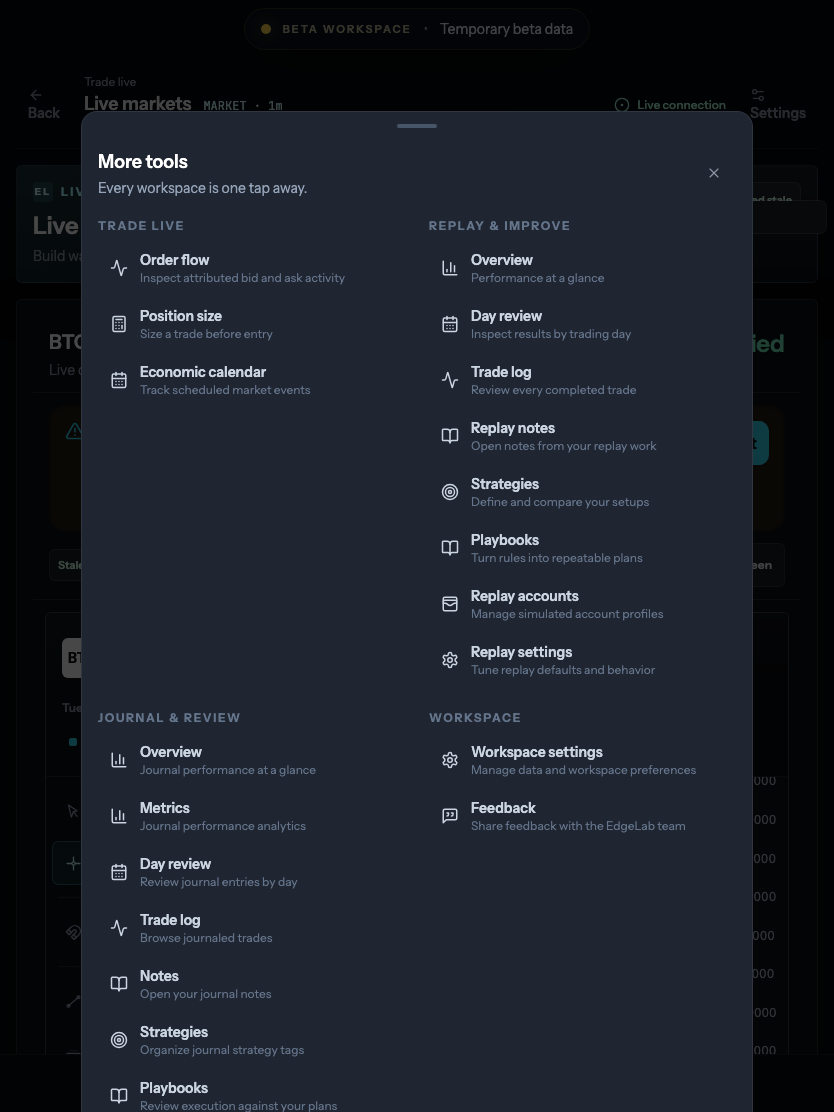 BETA WORKSPACE · Temporary beta data
Trade live
Back
Live markets MARKET · 1m
Live connection
Settings
More tools
Every workspace is one tap away.
EL
Live
TRADE LIVE
Order flow
Inspect attributed bid and ask activity
Position size
Size a trade before entry
Economic calendar
Track scheduled market events
REPLAY & IMPROVE
Overview
Performance at a glance
Day review
Inspect results by trading day
Trade log
Review every completed trade
Replay notes
Open notes from your replay work
Strategies
Define and compare your setups
Playbooks
Turn rules into repeatable plans
Replay accounts
Manage simulated account profiles
Replay settings
Tune replay defaults and behavior
JOURNAL & REVIEW
Overview
Journal performance at a glance
Metrics
Journal performance analytics
Day review
Review journal entries by day
Trade log
Browse journaled trades
Notes
Open your journal notes
Strategies
Organize journal strategy tags
Playbooks
Review execution against your plans
WORKSPACE
Workspace settings
Manage data and workspace preferences
Feedback
Share feedback with the EdgeLab team